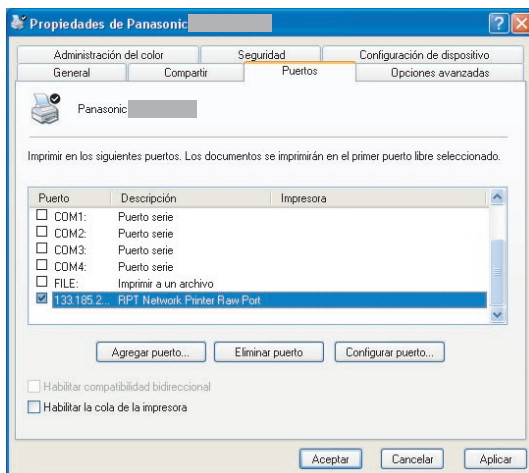 Propiedades de Panasonic
Administración del color Seguridad Configuración de dispositivo
General Compartir Puertos Opciones avanzadas
Panasonic
Imprimir en los siguientes puertos. Los documentos se imprimirán en el primer puerto libre seleccionado.
Puerto Descripción Impresora
COM1: Puerto serie
COM2: Puerto serie
COM3: Puerto serie
COM4: Puerto serie
FILE: Imprimir a un archivo
133.185.2... RPT Network Printer Raw Port
Agregar puerto... Eliminar puerto Configurar puerto...
Habilitar compatibilidad bidireccional
Habilitar la cola de la impresora
Aceptar Cancelar Aplicar